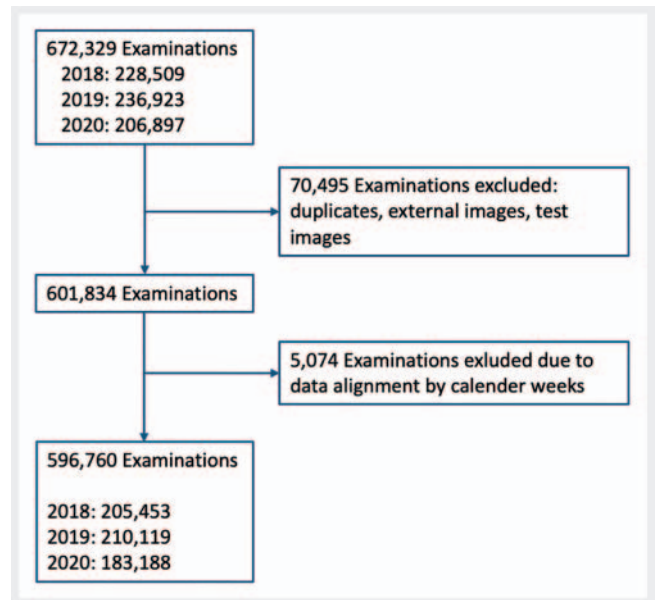 672,329 Examinations
2018: 228,509
2019: 236,923
2020: 206,897
70,495 Examinations excluded:
duplicates, external images, test
images
601,834 Examinations
5,074 Examinations exluded due to
data alignment by calender weeks
596,760 Examinations
2018: 205,453
2019: 210,119
2020: 183,188